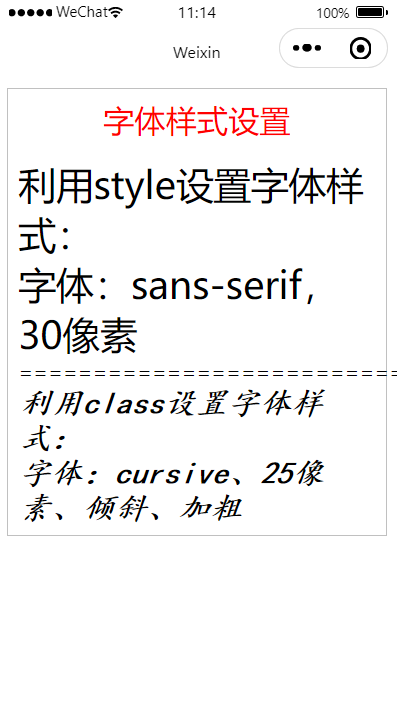 WeChat 11:14 100%
Weixin
字体样式设置
利用style设置字体样
式：
字体：sans-serif，
30像素
==========================
利用class设置字体样
式：
字体：cursive、25像
素、倾斜、加粗